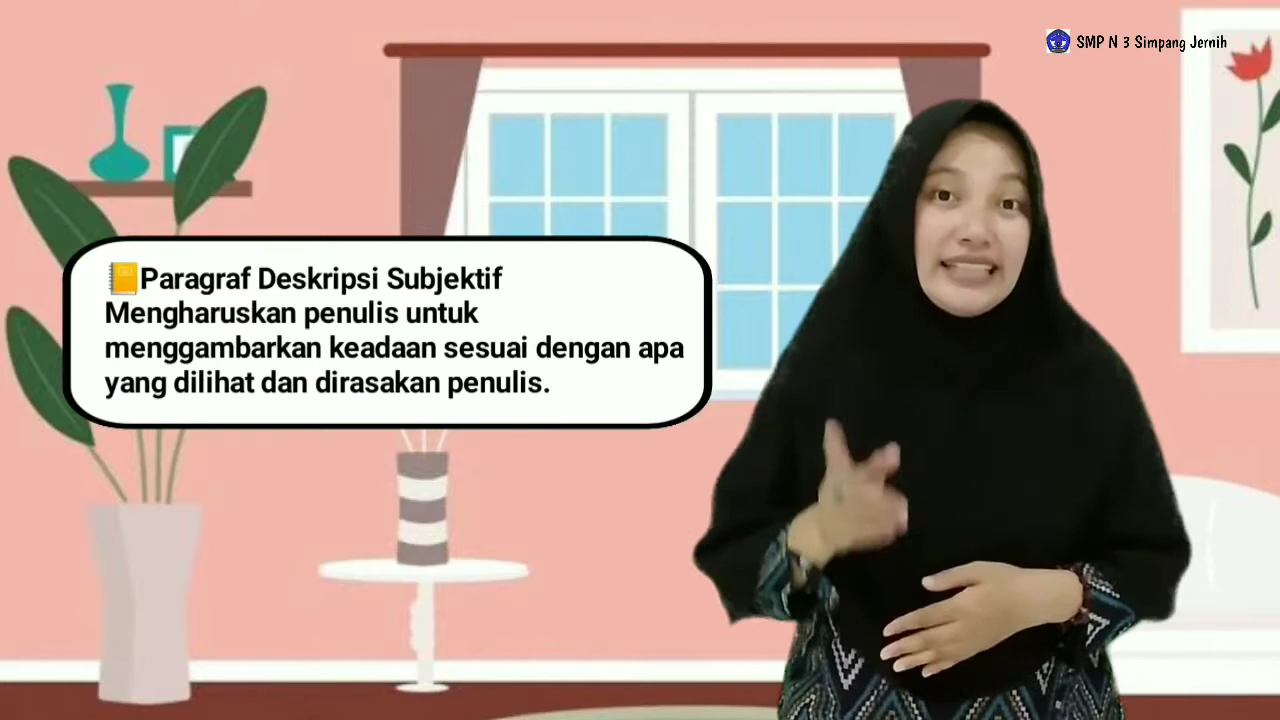 SMP N 3 Simpang Jernih
📒Paragraf Deskripsi Subjektif
Mengharuskan penulis untuk
menggambarkan keadaan sesuai dengan apa
yang dilihat dan dirasakan penulis.